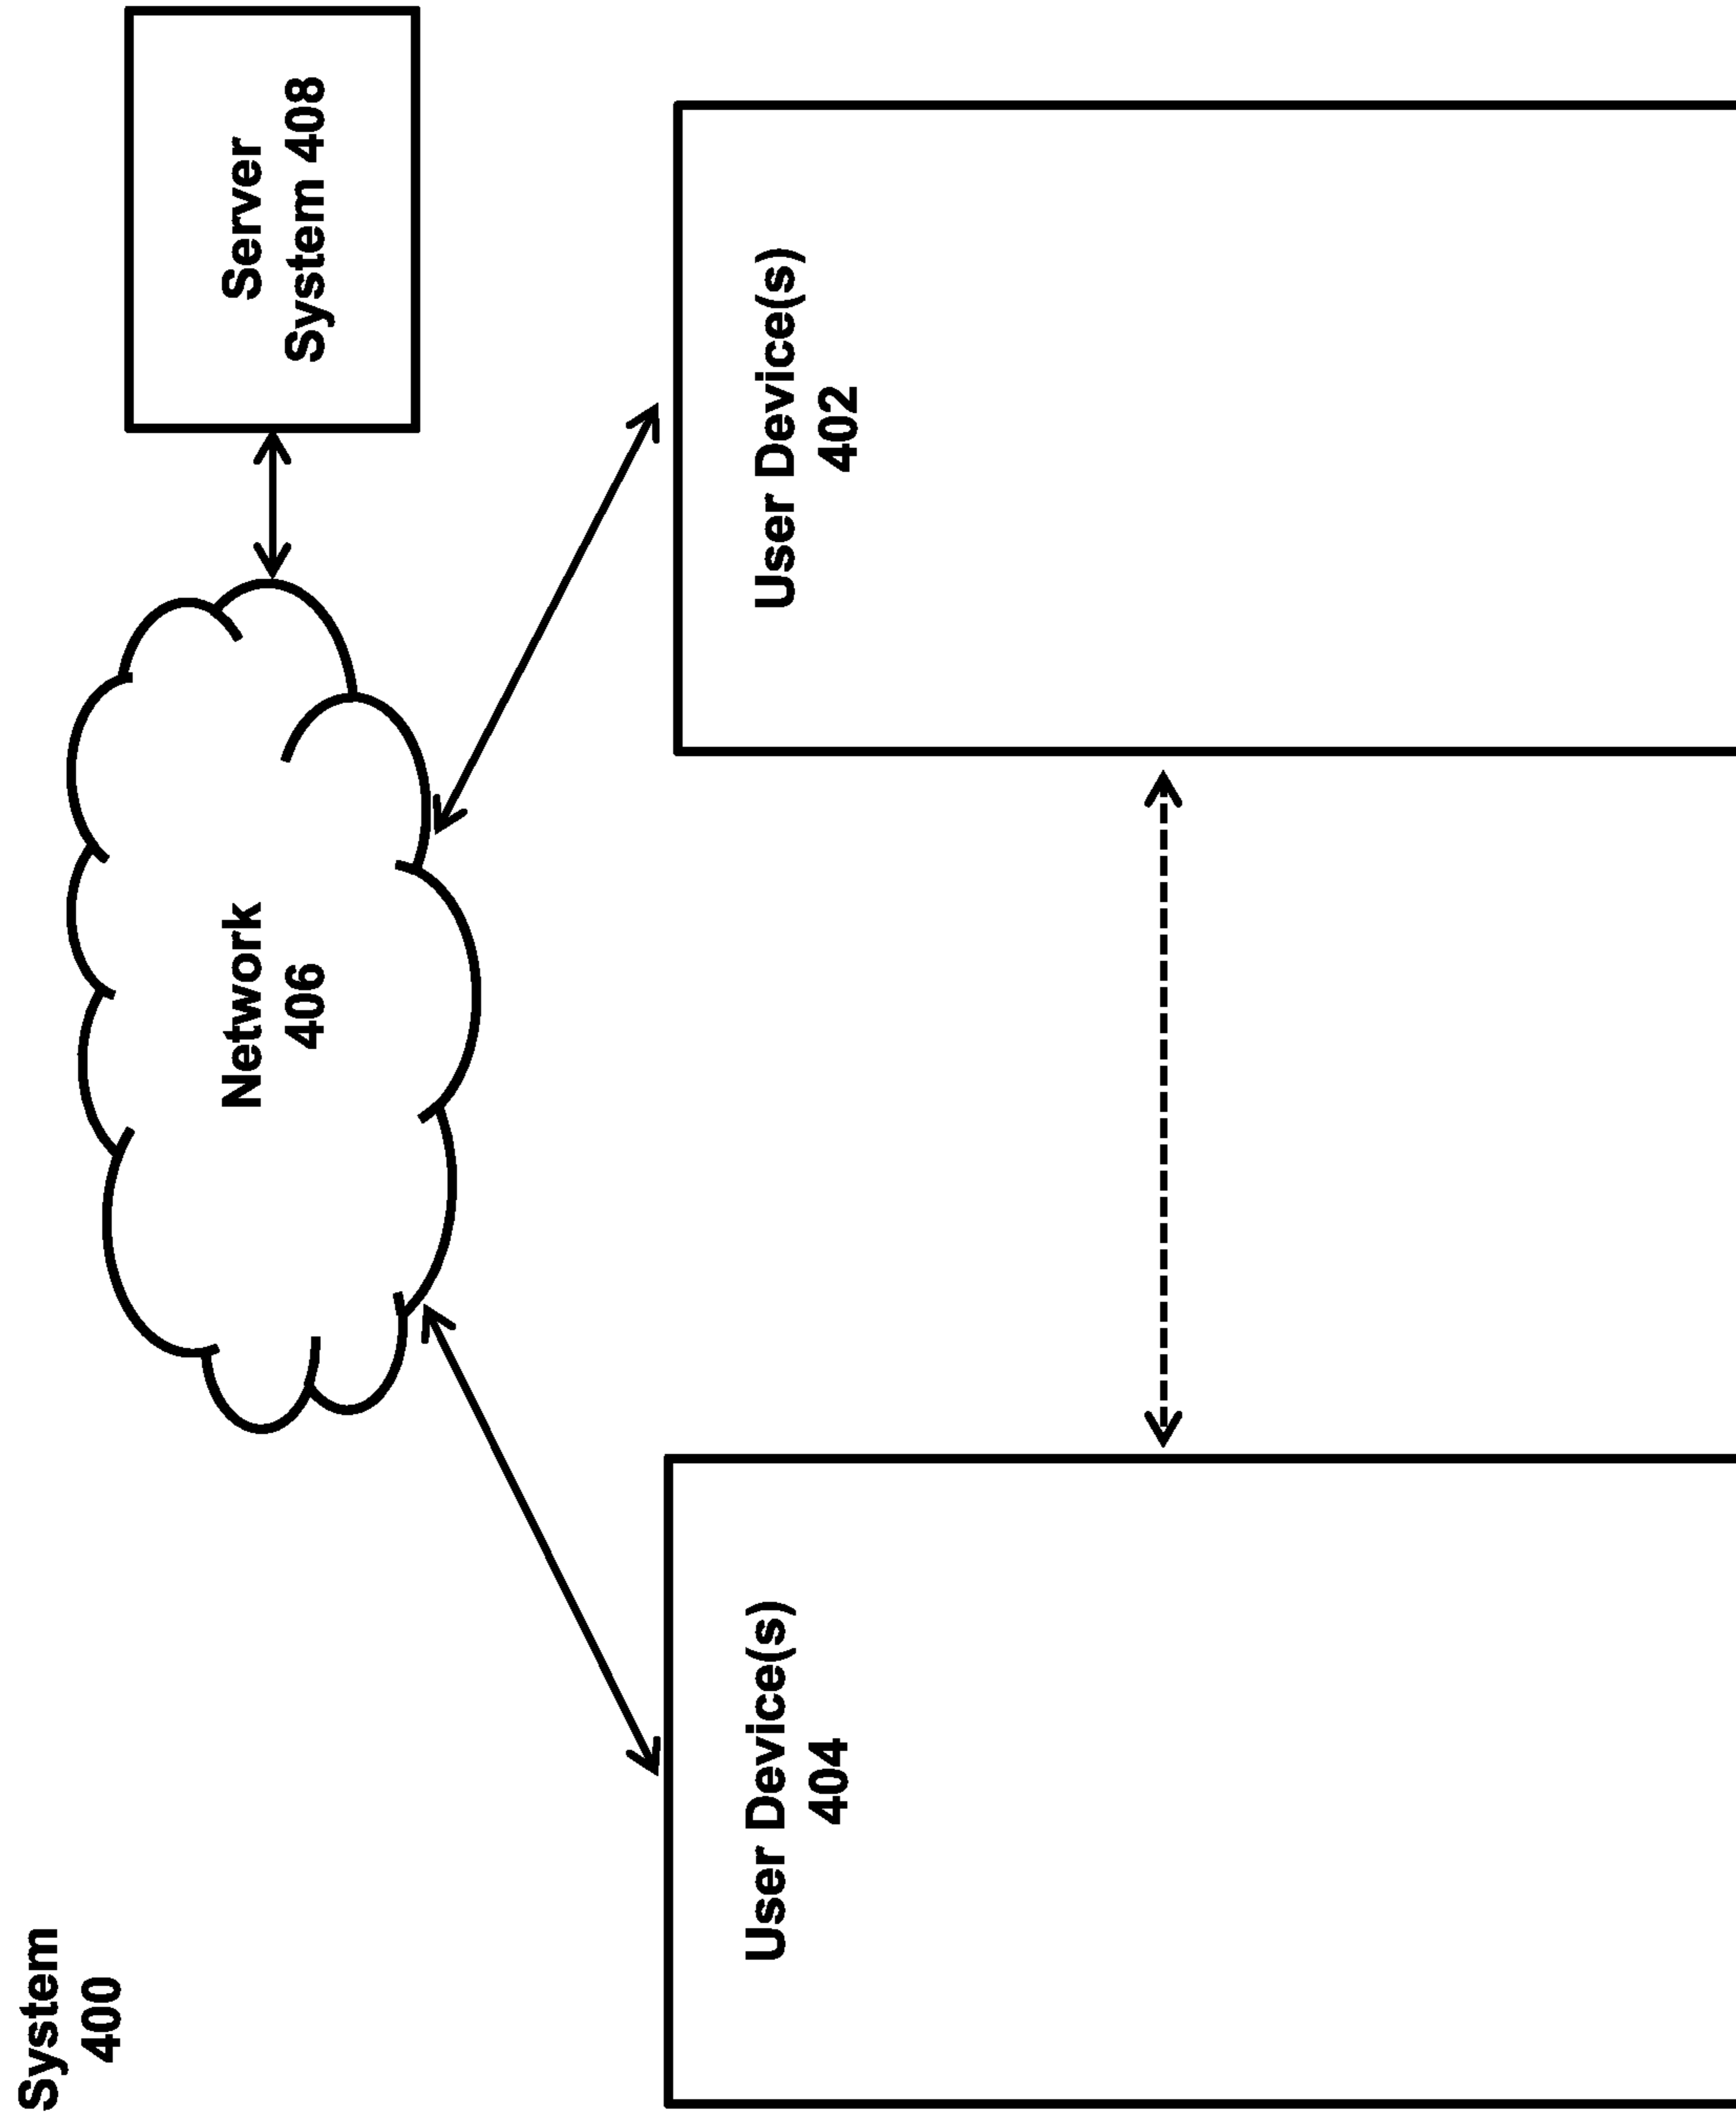 System
400
Network
406
Server
System 408
User Device(s)
404
User Device(s)
402